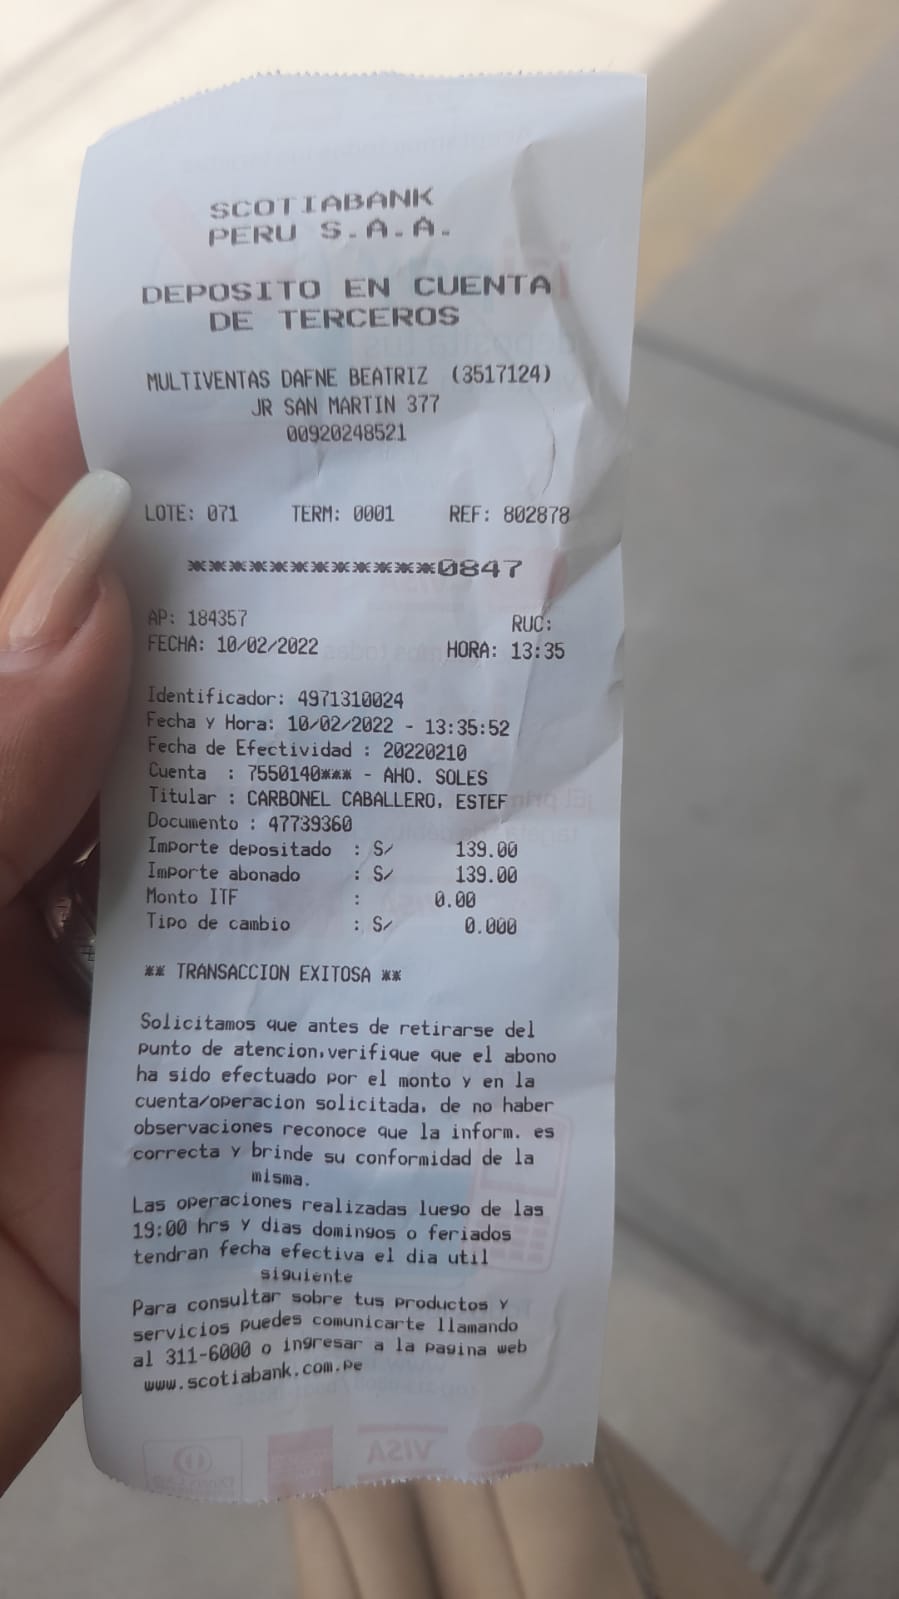 SCOTIABANK
PERU S.A.A.
DEPOSITO EN CUENTA
DE TERCEROS
MULTIVENTAS DAFNE BEATRIZ (3517124)
JR SAN MARTIN 377
00920248521
LOTE: 071 TERM: 0001 REF: 802878
************0847
AP: 184357 RUC:
FECHA: 10/02/2022 HORA: 13:35
Identificador: 4971310024
Fecha y Hora: 10/02/2022 - 13:35:52
Fecha de Efectividad : 20220210
Cuenta : 7550140*** - AHO. SOLES
Titular : CARBONEL CABALLERO, ESTEF
Documento : 47739360
Importe depositado : S/ 139.00
Importe abonado : S/ 139.00
Monto ITF : 0.00
Tipo de cambio : S/ 0.000
** TRANSACCION EXITOSA **
Solicitamos que antes de retirarse del
punto de atencion,verifique que el abono
ha sido efectuado por el monto y en la
cuenta/operacion solicitada, de no haber
observaciones reconoce que la inform. es
correcta y brinde su conformidad de la
misma.
Las operaciones realizadas luego de las
19:00 hrs y dias domingos o feriados
tendran fecha efectiva el dia util
siguiente
Para consultar sobre tus productos y
servicios puedes comunicarte llamando
al 311-6000 o ingresar a la pagina web
www.scotiabank.com.pe
VISA